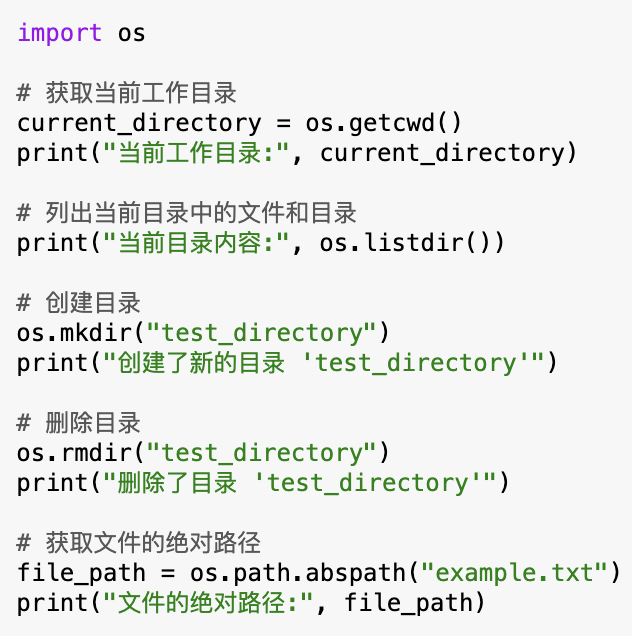 import os
# 获取当前工作目录
current_directory = os.getcwd()
print("当前工作目录:", current_directory)
# 列出当前目录中的文件和目录
print("当前目录内容:", os.listdir())
# 创建目录
os.mkdir("test_directory")
print("创建了新的目录 'test_directory'")
# 删除目录
os.rmdir("test_directory")
print("删除了目录 'test_directory'")
# 获取文件的绝对路径
file_path = os.path.abspath("example.txt")
print("文件的绝对路径:", file_path)